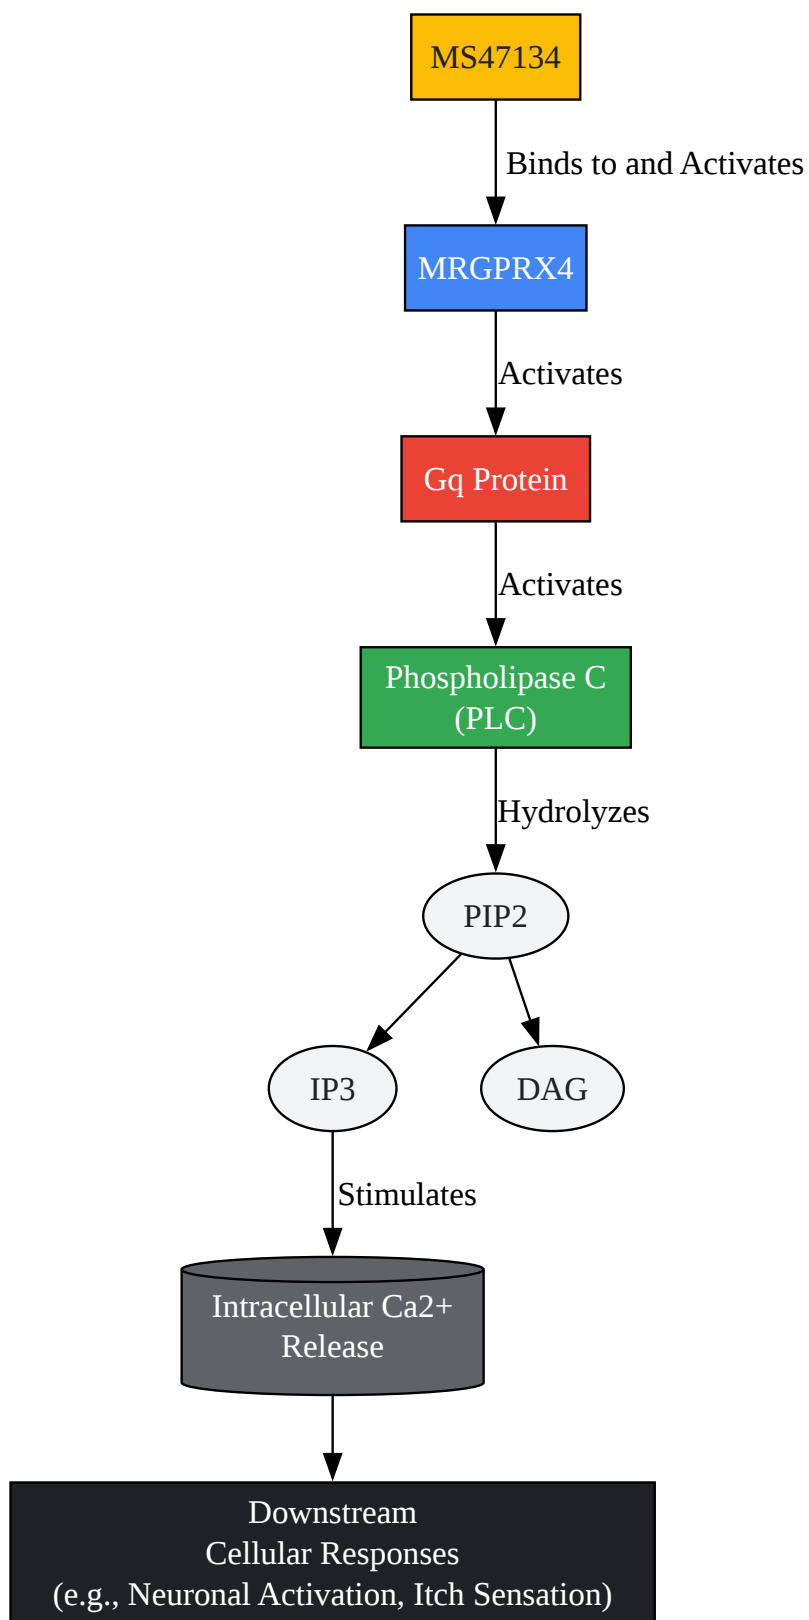 MS47134
Binds to and Activates
MRGPRX4
Activates
Gq Protein
Activates
Phospholipase C
(PLC)
Hydrolyzes
PIP2
IP3
DAG
Stimulates
Intracellular Ca2+
Release
Downstream
Cellular Responses
(e.g., Neuronal Activation, Itch Sensation)